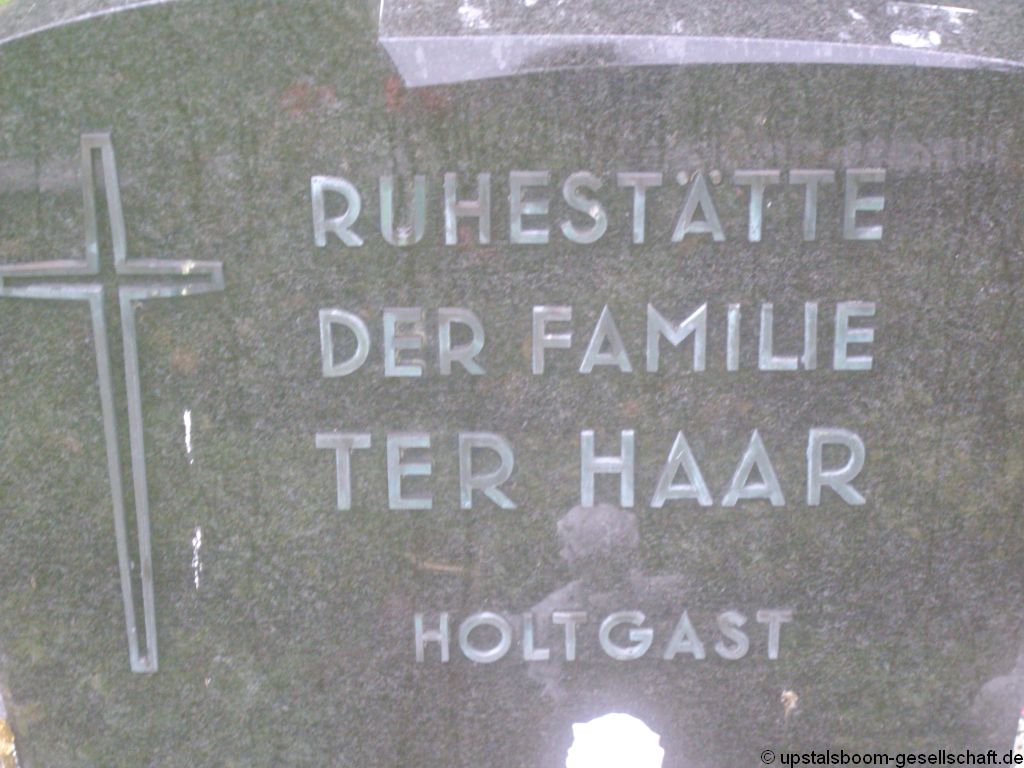 RUHESTÄTTE
DER FAMILIE
TER HAAR
HOLTGAST
© upstalsboom-gesellschaft.de